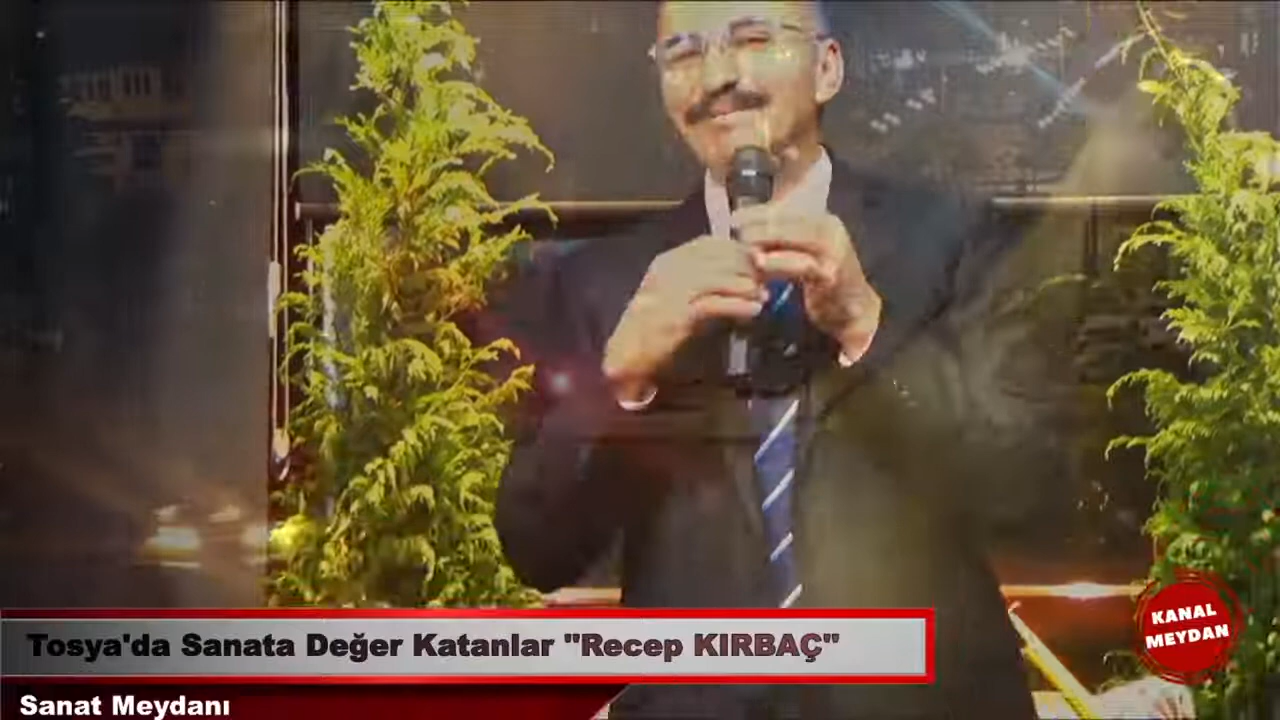 Tosya'da Sanata Değer Katanlar "Recep KIRBAÇ"
KANAL
MEYDAN
Sanat Meydanı